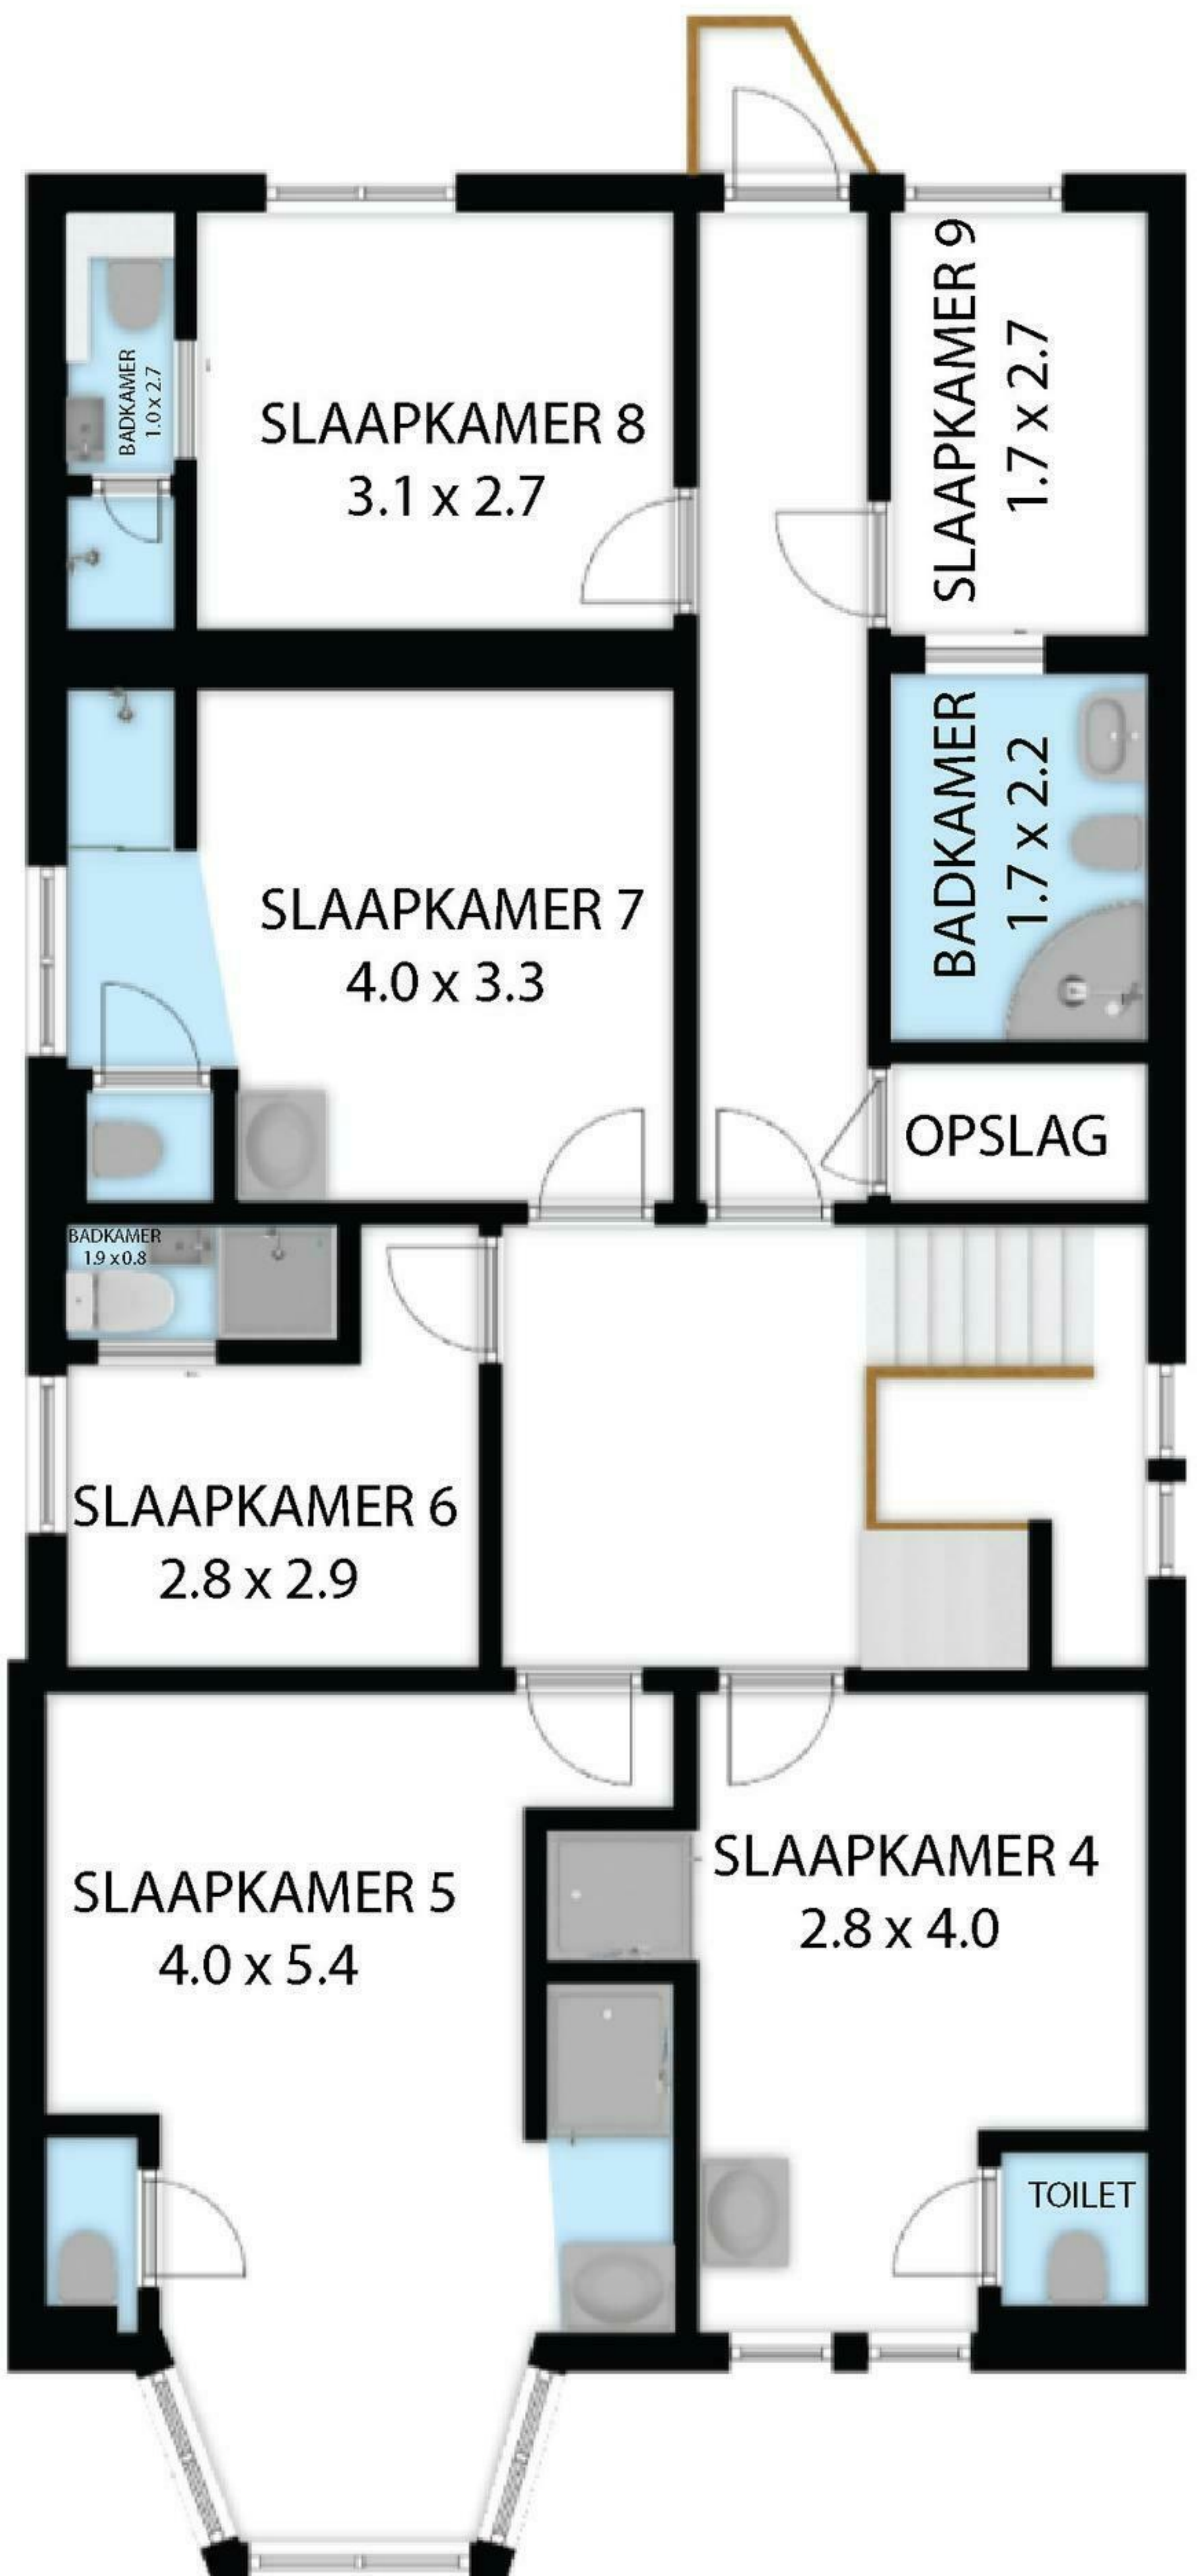 BADKAMER
1.0 x 2.7
SLAAPKAMER 8
3.1 x 2.7
SLAAPKAMER 9
1.7 x 2.7
SLAAPKAMER 7
4.0 x 3.3
BADKAMER
1.7 x 2.2
OPSLAG
BADKAMER
1.9 x 0.8
SLAAPKAMER 6
2.8 x 2.9
SLAAPKAMER 5
4.0 x 5.4
SLAAPKAMER 4
2.8 x 4.0
TOILET